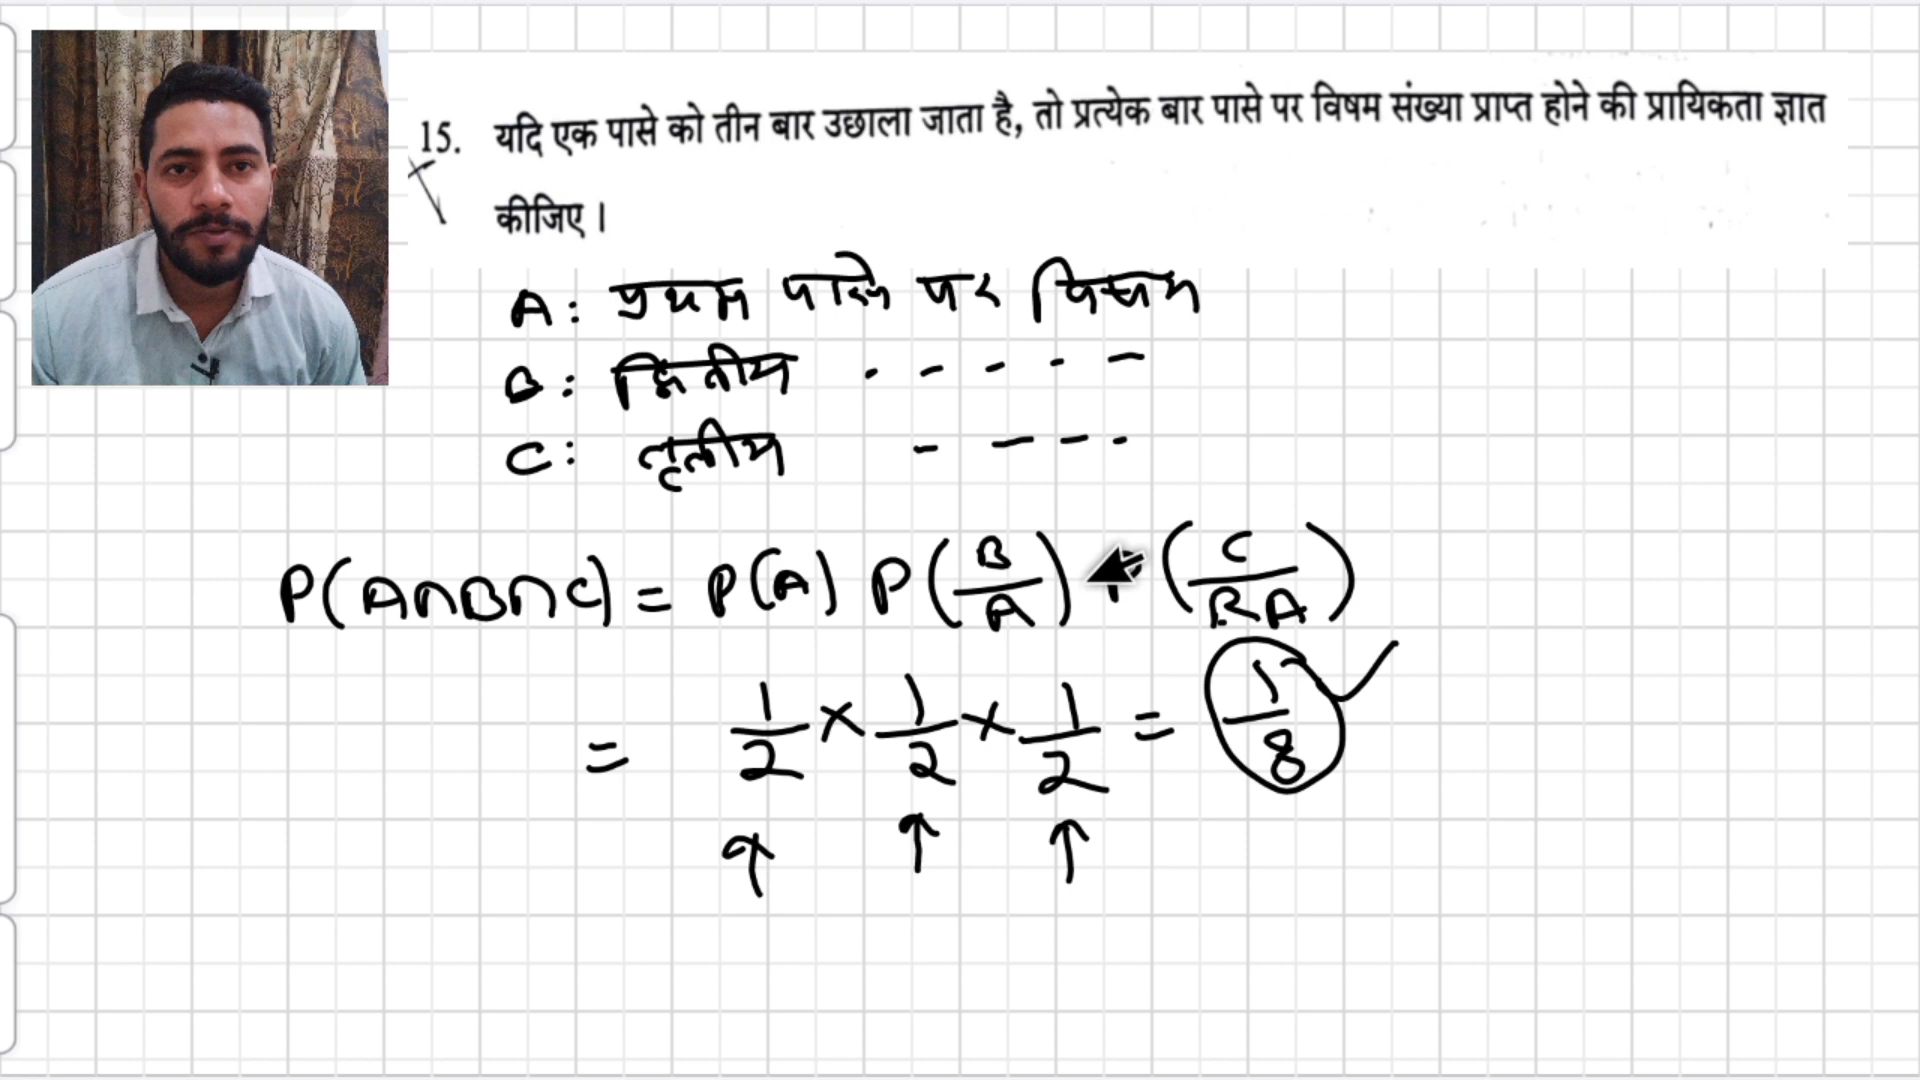 15. यदि एक पासे को तीन बार उछाला जाता है, तो प्रत्येक बार पासे पर विषम संख्या प्राप्त होने की प्रायिकता ज्ञात
कीजिए।
A: प्रथम पासे पर विषम
B: द्वितीय - - - - -
C: तृतीय - - - -
P(A∩B∩C) = P(A) P(B/A) P(C/BA)
= 1/2 × 1/2 × 1/2 = 1/8